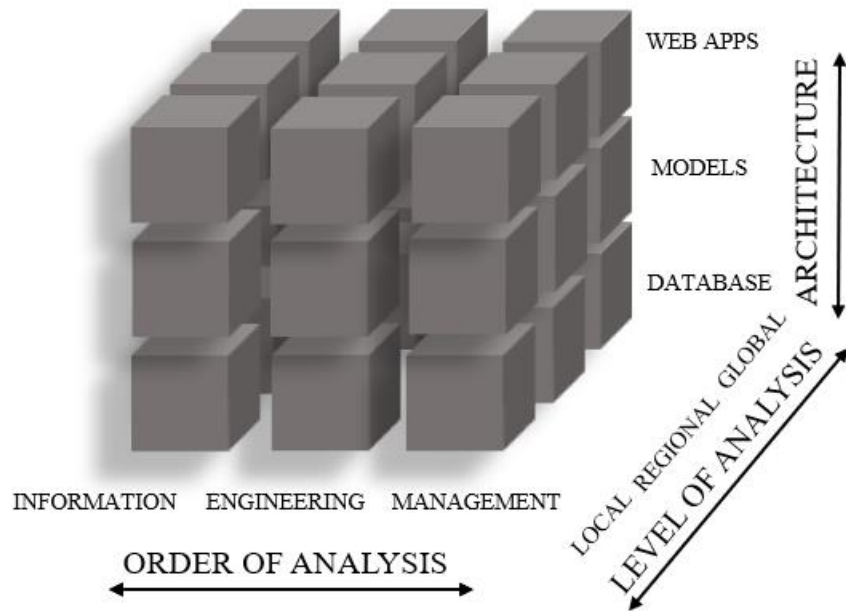 WEB APPS
MODELS
DATABASE
ARCHITECTURE
LOCAL REGIONAL GLOBAL
LEVEL OF ANALYSIS
INFORMATION ENGINEERING MANAGEMENT
ORDER OF ANALYSIS